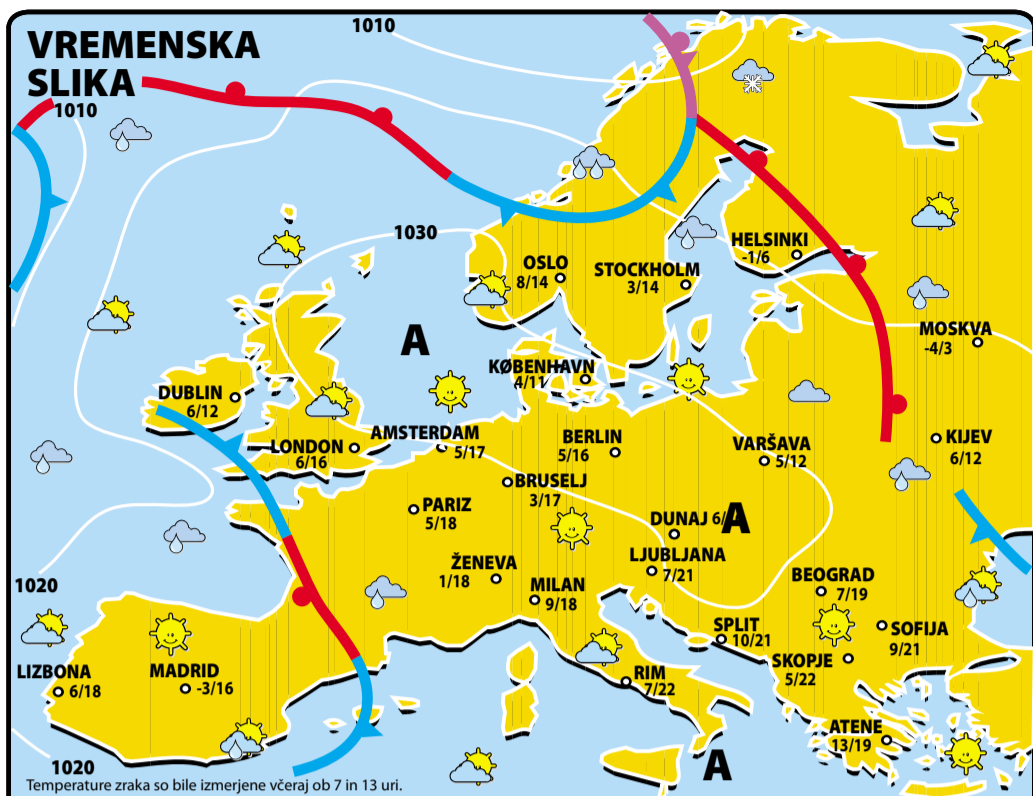 VREMENSKA
SLIKA
1010
1010
1030
OSLO
8/14
STOCKHOLM
3/14
HELSINKI
-1/6
A
MOSKVA
-4/3
KØBENHAVN
4/11
DUBLIN
6/12
LONDON
6/16
AMSTERDAM
5/17
BERLIN
5/16
VARŠAVA
5/12
KIJEV
6/12
BRUSELJ
3/17
PARIZ
5/18
DUNAJ 6/
A
LJUBLJANA
7/21
ŽENEVA
1/18
MILAN
9/18
BEOGRAD
7/19
1020
SPLIT
10/21
SOFIJA
9/21
SKOPJE
5/22
LIZBONA
6/18
MADRID
-3/16
RIM
7/22
ATENE
13/19
A
1020
Temperature zraka so bile izmerjene včeraj ob 7 in 13 uri.